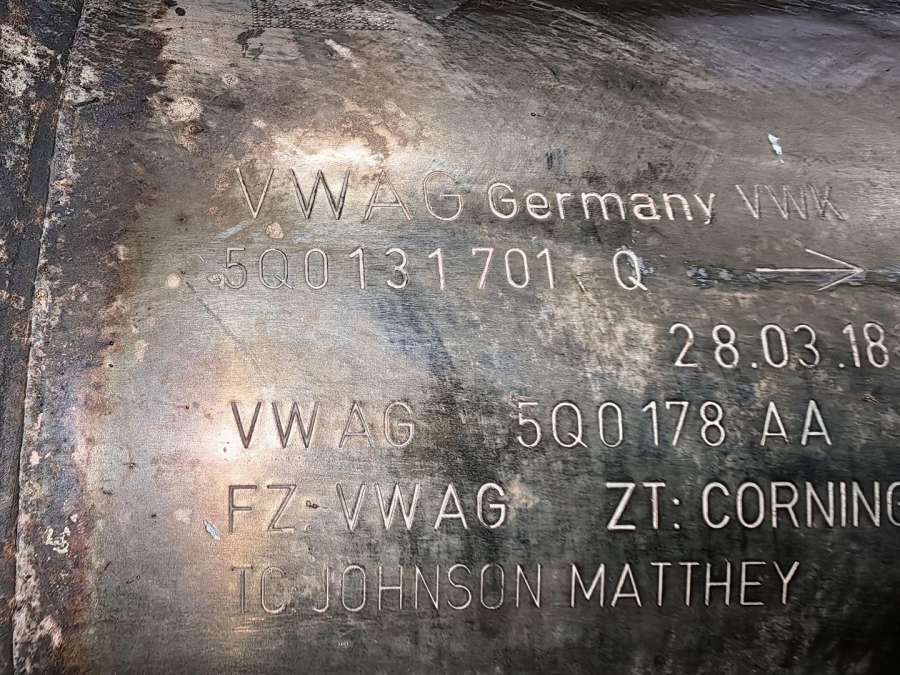 VWAG Germany VWK
5Q0131701 Q →
28.03.18
VWAG 5Q0178 AA
FZ: VWAG ZT: CORNING
TC: JOHNSON MATTHEY